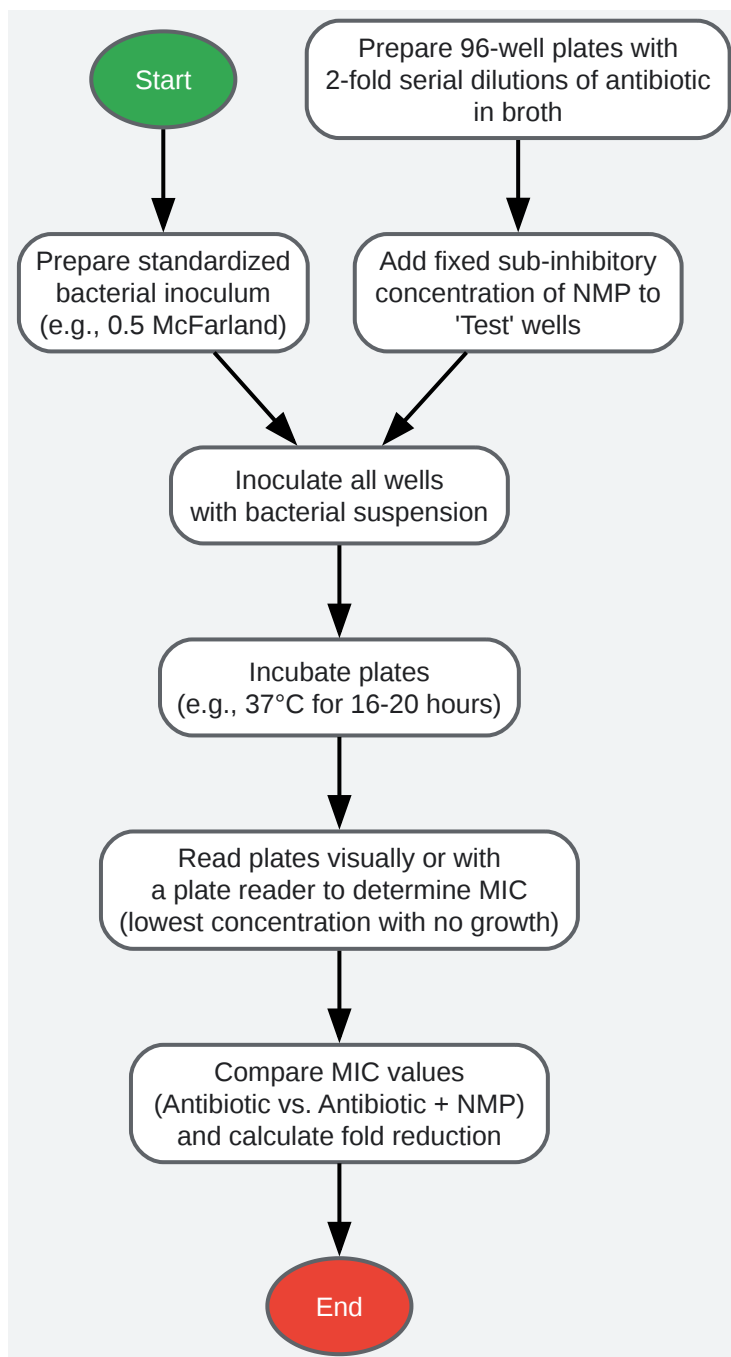 Start
Prepare 96-well plates with
2-fold serial dilutions of antibiotic
in broth
Prepare standardized
bacterial inoculum
(e.g., 0.5 McFarland)
Add fixed sub-inhibitory
concentration of NMP to
'Test' wells
Inoculate all wells
with bacterial suspension
Incubate plates
(e.g., 37°C for 16-20 hours)
Read plates visually or with
a plate reader to determine MIC
(lowest concentration with no growth)
Compare MIC values
(Antibiotic vs. Antibiotic + NMP)
and calculate fold reduction
End